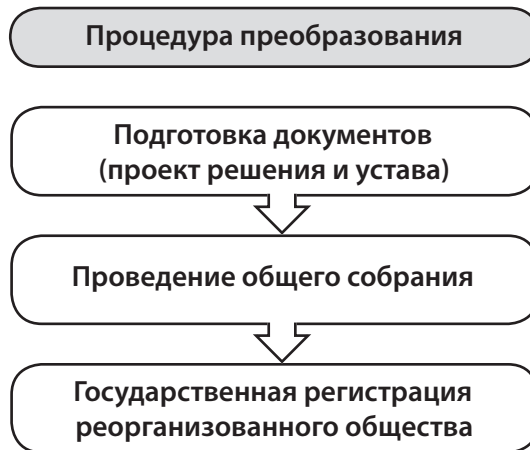 Процедура преобразования
Подготовка документов
(проект решения и устава)
Проведение общего собрания
Государственная регистрация
реорганизованного общества